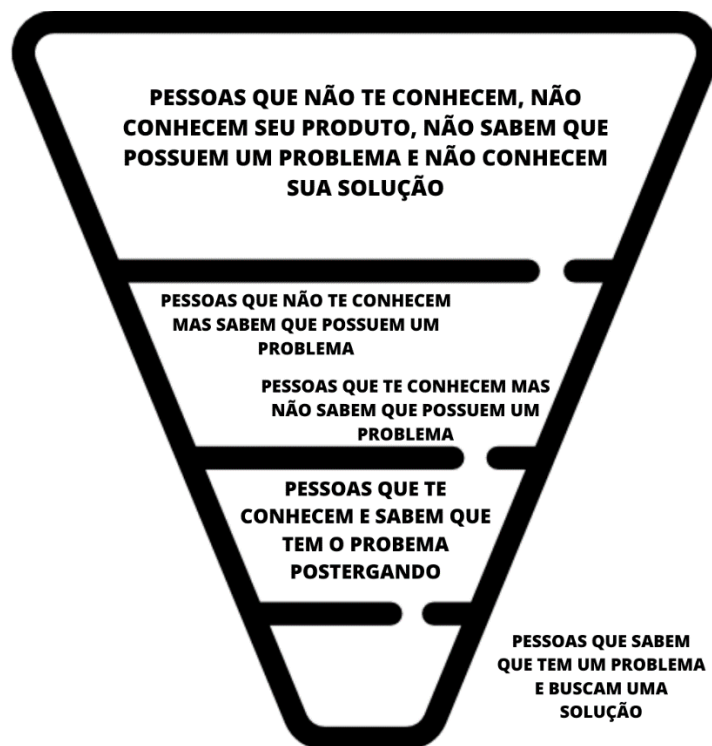 PESSOAS QUE NÃO TE CONHECEM, NÃO
CONHECEM SEU PRODUTO, NÃO SABEM QUE
POSSUEM UM PROBLEMA E NÃO CONHECEM
SUA SOLUÇÃO
PESSOAS QUE NÃO TE CONHECEM
MAS SABEM QUE POSSUEM UM
PROBLEMA
PESSOAS QUE TE CONHECEM MAS
NÃO SABEM QUE POSSUEM UM
PROBLEMA
PESSOAS QUE TE
CONHECEM E SABEM QUE
TEM O PROBEMA
POSTERGANDO
PESSOAS QUE SABEM
QUE TEM UM PROBLEMA
E BUSCAM UMA
SOLUÇÃO